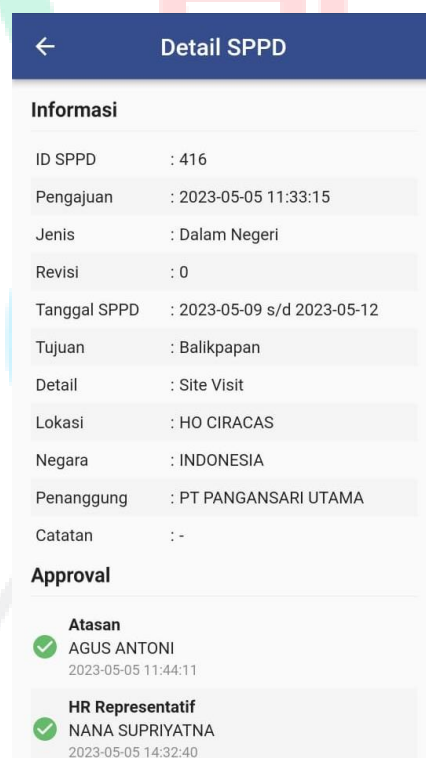 Detail SPPD
Informasi
ID SPPD : 416
Pengajuan : 2023-05-05 11:33:15
Jenis : Dalam Negeri
Revisi : 0
Tanggal SPPD : 2023-05-09 s/d 2023-05-12
Tujuan : Balikpapan
Detail : Site Visit
Lokasi : HO CIRACAS
Negara : INDONESIA
Penanggung : PT PANGANSARI UTAMA
Catatan : -
Approval
Atasan
AGUS ANTONI
2023-05-05 11:44:11
HR Representatif
NANA SUPRIYATNA
2023-05-05 14:32:40